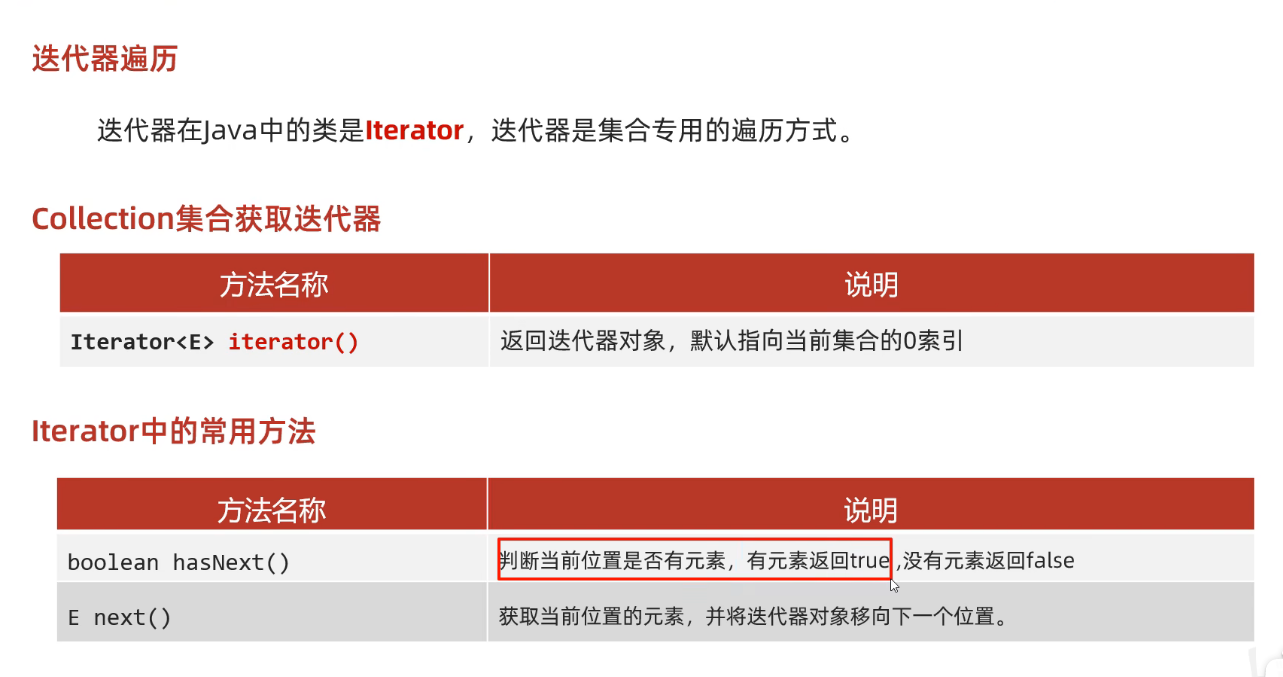 迭代器遍历
迭代器在Java中的类是Iterator，迭代器是集合专用的遍历方式。
Collection集合获取迭代器
方法名称 说明
Iterator<E> iterator() 返回迭代器对象，默认指向当前集合的0索引
Iterator中的常用方法
方法名称 说明
boolean hasNext() 判断当前位置是否有元素，有元素返回true ,没有元素返回false
E next() 获取当前位置的元素，并将迭代器对象移向下一个位置。